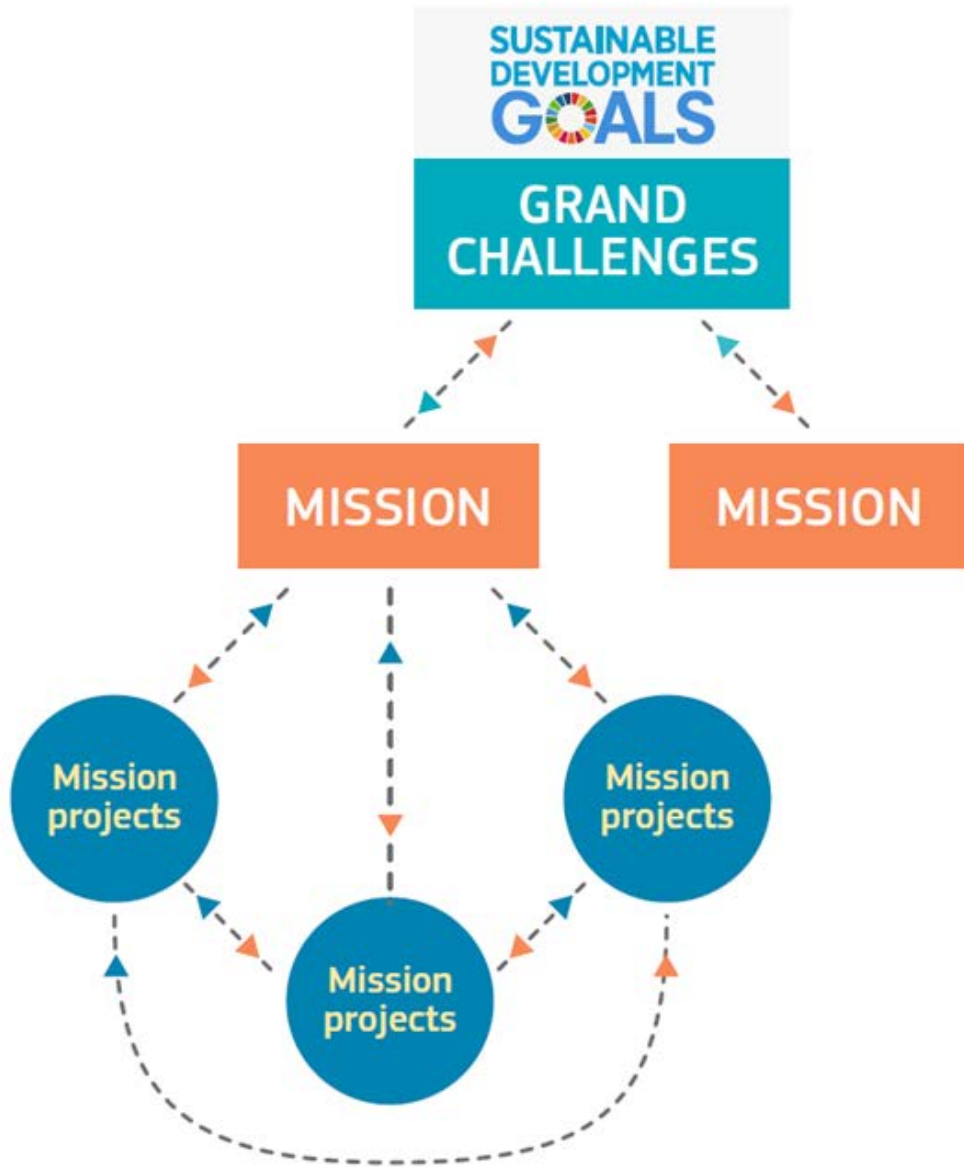 SUSTAINABLE
DEVELOPMENT
GOALS
GRAND
CHALLENGES
MISSION
MISSION
Mission
projects
Mission
projects
Mission
projects